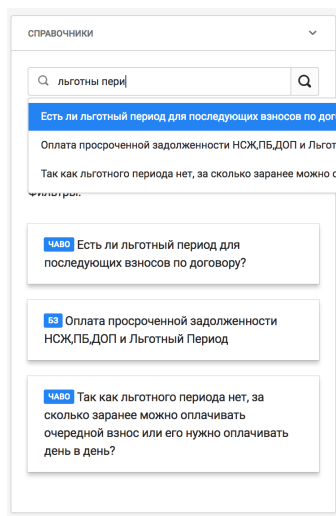 СПРАВОЧНИКИ
льготны пери
Есть ли льготный период для последующих взносов по
Оплата просроченной задолженности НСЖ,ПБ,ДОП и
Так как льготного периода нет, за сколько заранее можно
Фильтры:
ЧАВО Есть ли льготный период для
последующих взносов по договору?
БЗ Оплата просроченной задолженности
НСЖ,ПБ,ДОП и Льготный Период
ЧАВО Так как льготного периода нет, за
сколько заранее можно оплачивать
очередной взнос или его нужно оплачивать
день в день?